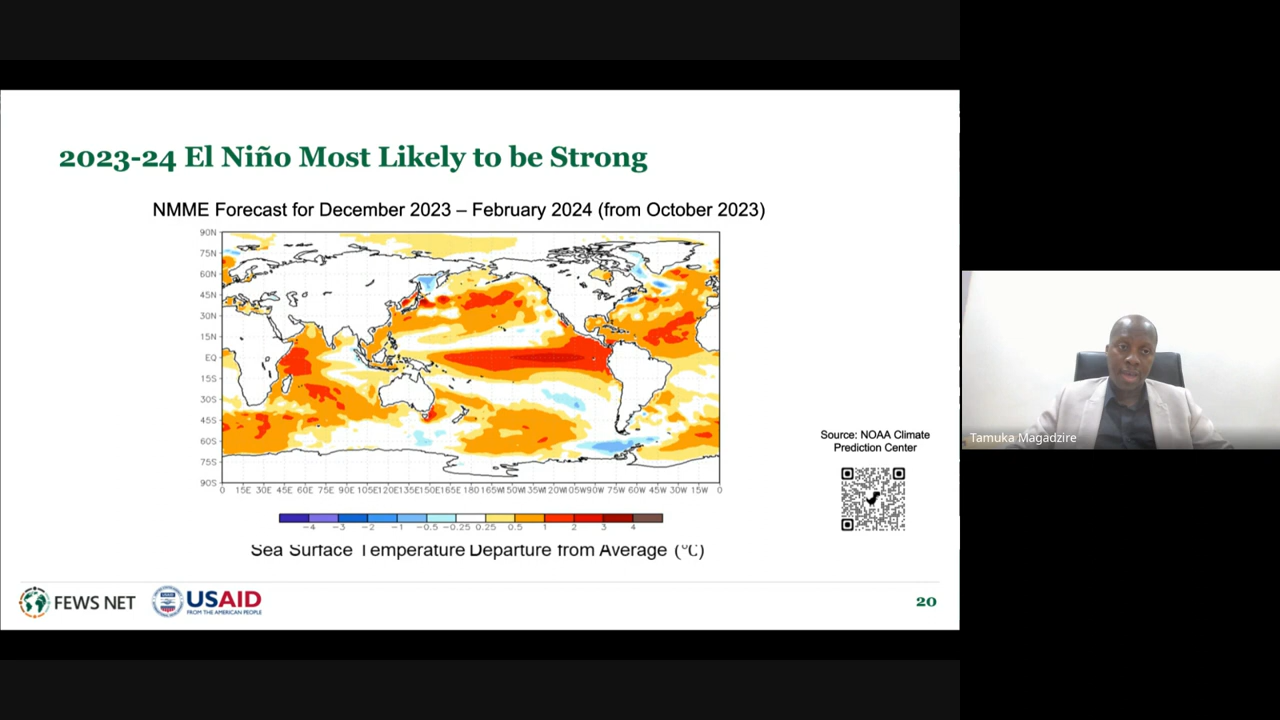 2023-24 El Niño Most Likely to be Strong
NMME Forecast for December 2023 – February 2024 (from October 2023)
90N
75N
60N
45N
30N
15N
EQ
15S
30S
45S
60S
75S
90S
0 15E 30E 45E 60E 75E 90E 105E 120E 135E 150E 165E 180 165W 150W 135W 120W 105W 90W 75W 60W 45W 30W 15W 0
-4 -3 -2 -1 -0.5 -0.25 0.25 0.5 1 2 3 4
Sea Surface Temperature Departure from Average (°C)
Source: NOAA Climate
Prediction Center
FEWS NET
USAID
FROM THE AMERICAN PEOPLE
20
Tamuka Magadzire